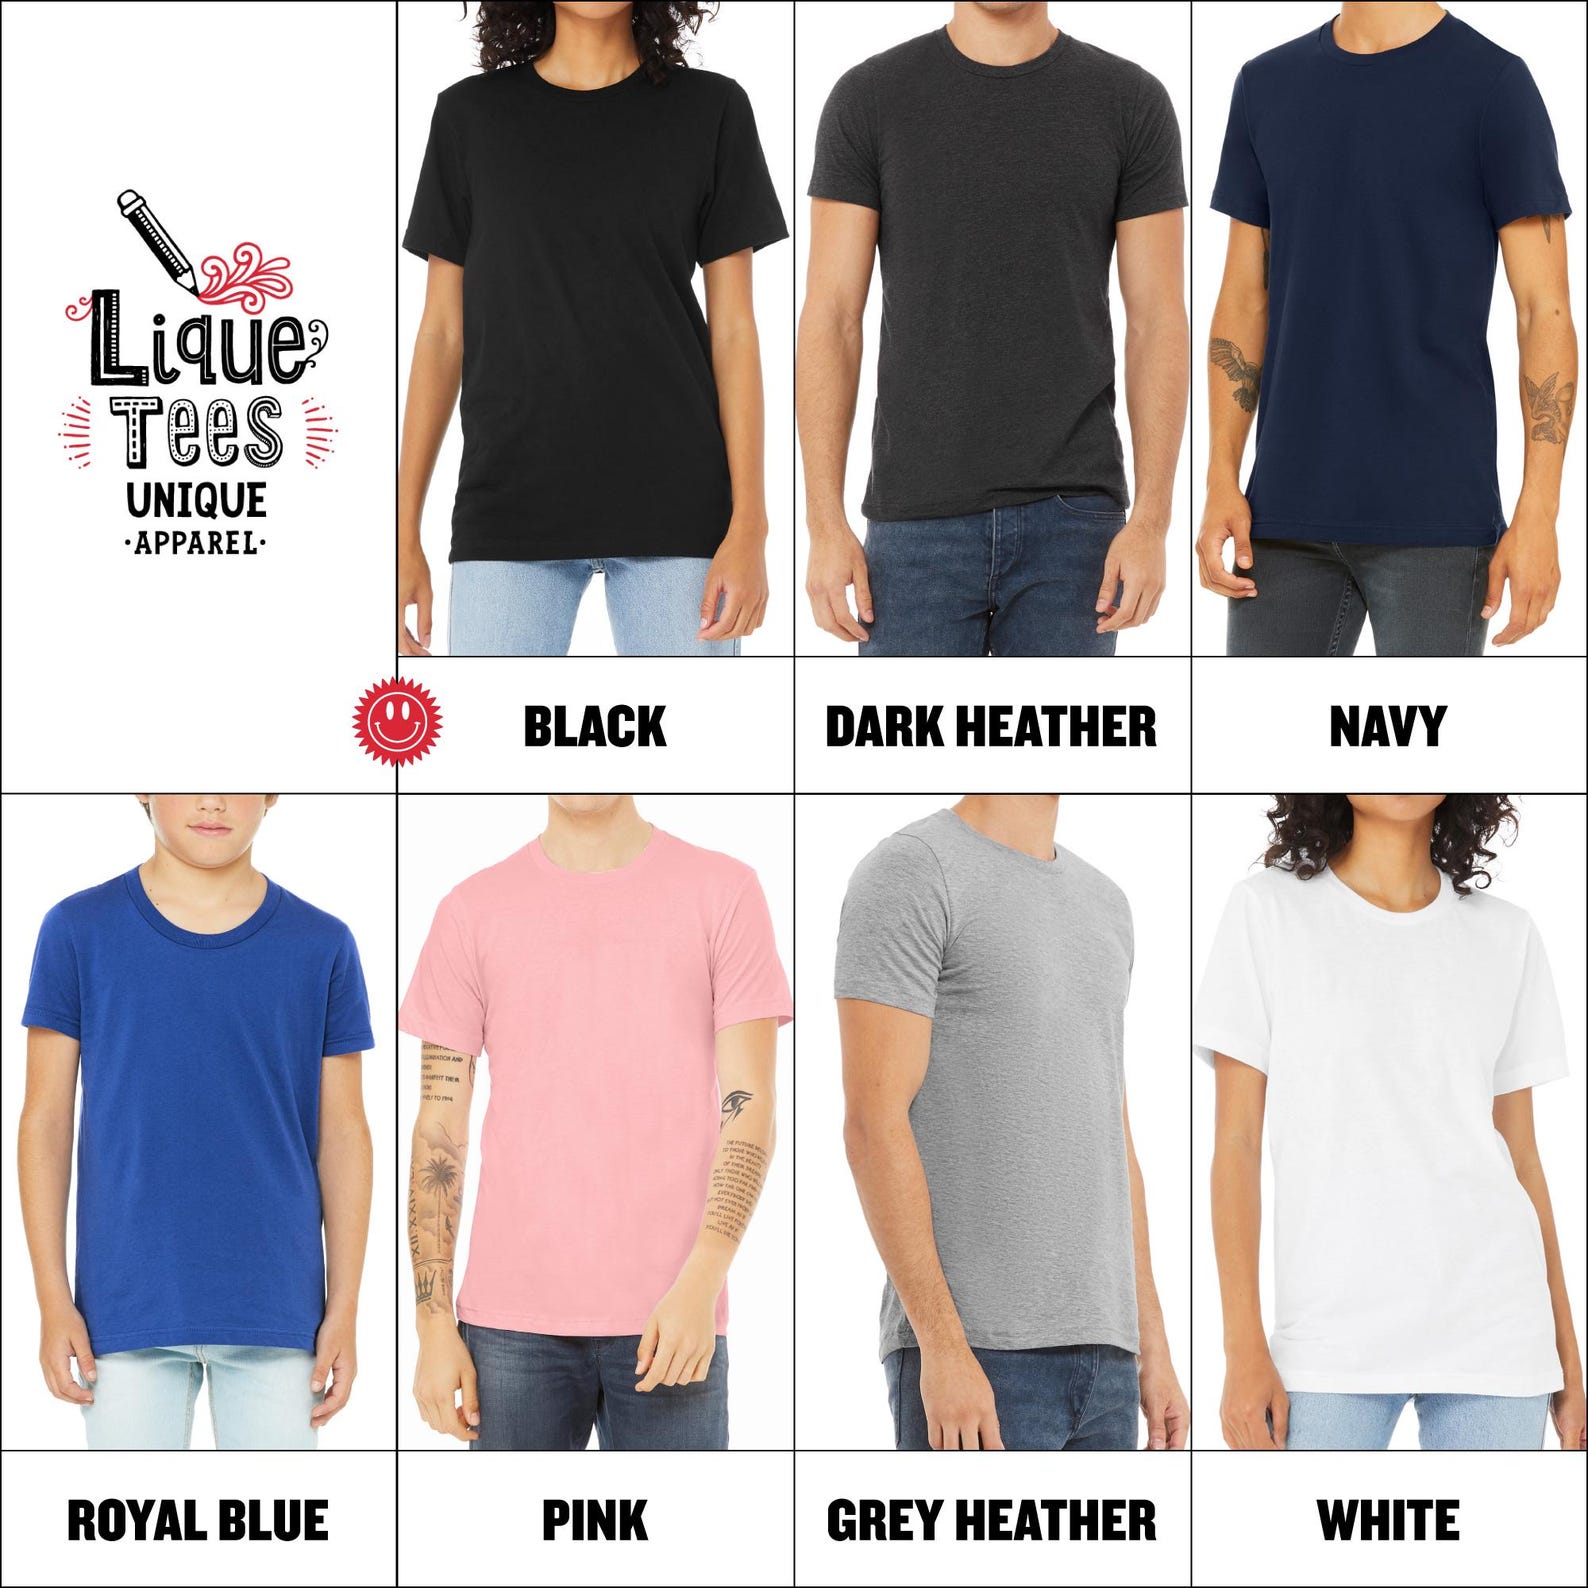 Lique
Tees
UNIQUE
·APPAREL·
BLACK
DARK HEATHER
NAVY
ROYAL BLUE
PINK
GREY HEATHER
WHITE